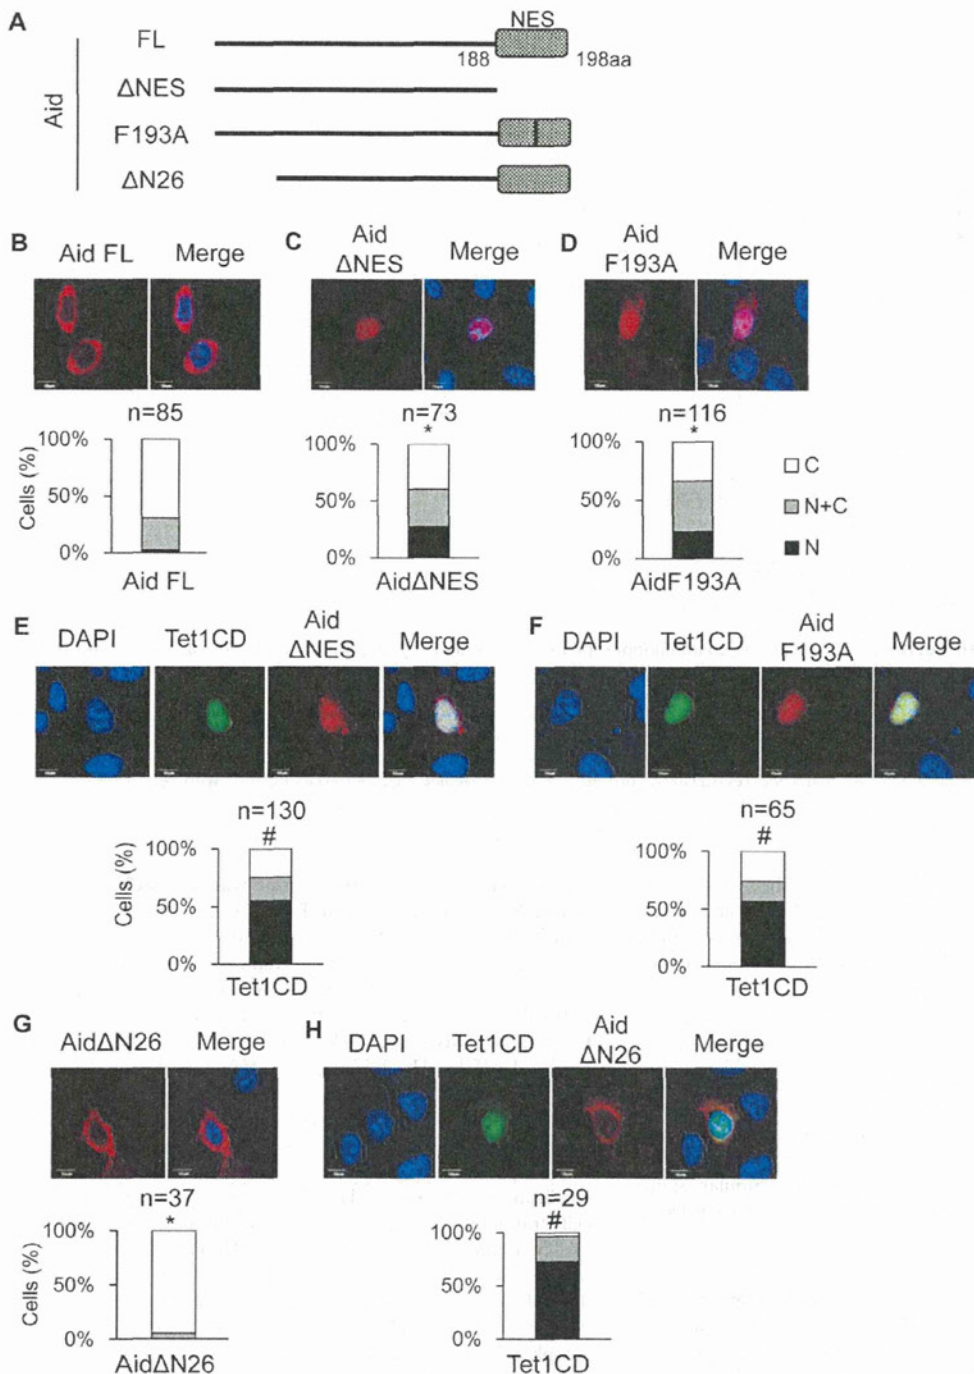 A
NES
FL
188
198aa
ΔNES
F193A
ΔN26
Aid
B
Aid FL
Merge
C
Aid
ΔNES
Merge
D
Aid
F193A
Merge
n=85
n=73
n=116
*
*
100%
50%
0%
Cells (%)
Aid FL
100%
50%
0%
AidΔNES
100%
50%
0%
AidF193A
C
N+C
N
E
DAPI
Tet1CD
Aid
ΔNES
Merge
F
DAPI
Tet1CD
Aid
F193A
Merge
n=130
#
100%
50%
0%
Cells (%)
Tet1CD
n=65
#
100%
50%
0%
Tet1CD
G
AidΔN26
Merge
H
DAPI
Tet1CD
Aid
ΔN26
Merge
n=37
*
100%
50%
0%
Cells (%)
AidΔN26
n=29
#
100%
50%
0%
Tet1CD